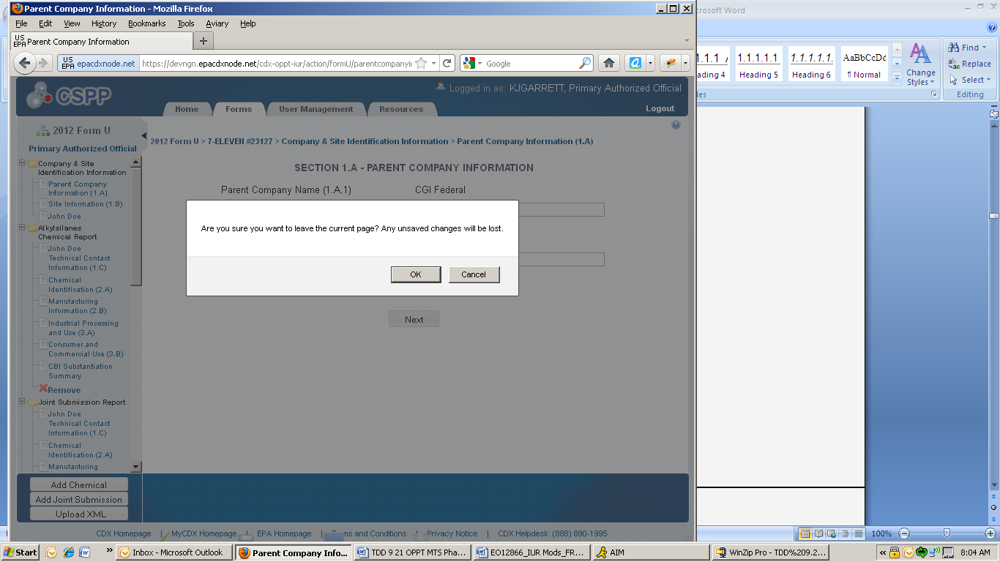 Parent Company Information - Mozilla Firefox
File Edit View History Bookmarks Tools Aviary Help
US EPA Parent Company Information +
US EPA epacdxnode.net https://devngn.epacdxnode.net/cdx-oppt-iur/action/formU/parentcompanyi Google
CSPP
Logged in as: KJGARRETT, Primary Authorized Official
Home Forms User Management Resources Logout
2012 Form U
Primary Authorized Official
Company & Site
Identification Information
Parent Company
Information (1.A)
Site Information (1.B)
John Doe
Alkylsilanes
Chemical Report
John Doe
Technical Contact
Information (1.C)
Chemical
Identification (2.A)
Manufacturing
Information (2.B)
Industrial Processing
and Use (3.A)
Consumer and
Commercial Use (3.B)
CBI Substantiation
Summary
Remove
Joint Submission Report
John Doe
Technical Contact
Information (1.C)
Chemical
Identification (2.A)
Manufacturing
Add Chemical
Add Joint Submission
Upload XML
2012 Form U > 7-ELEVEN #23127 > Company & Site Identification Information > Parent Company Information (1.A)
SECTION 1.A - PARENT COMPANY INFORMATION
Parent Company Name (1.A.1) CGI Federal
Are you sure you want to leave the current page? Any unsaved changes will be lost.
OK Cancel
Next
CDX Homepage | MyCDX Homepage EPA Homepage ns and Conditions Privacy Notice | CDX Helpdesk: (888) 890-1995
crosoft Word
1.1.1 1.1.1.1.1 1.1.1.1.1. AaBbCcDc
ading 4 Heading 5 Heading 6 ¶ Normal
Change
Styles
Find
Replace
Select
les Editing
100%
Start » Inbox - Microsoft Outlook Parent Company Info... TDD 9 21 OPPT MTS Pha... EO12866_IUR Mods_FR... AIM WinZip Pro - TDD%209.2... « 8:04 AM